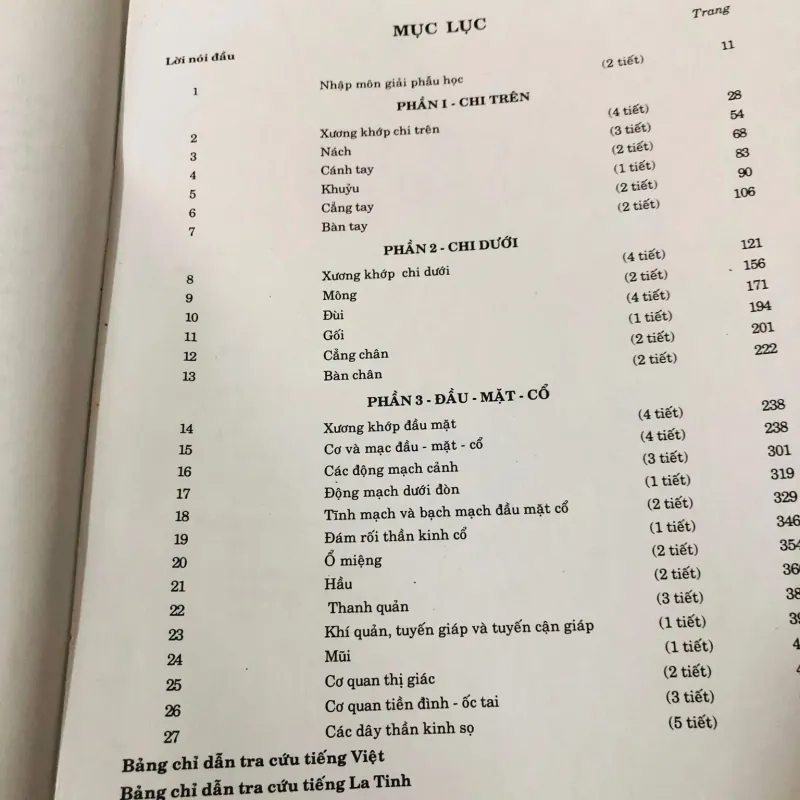 MỤC LỤC
Trang
Lời nói đầu
1 Nhập môn giải phẫu học (2 tiết) 11
PHẦN I - CHI TRÊN
2 Xương khớp chi trên (4 tiết) 28
3 Nách (3 tiết) 54
4 Cánh tay (2 tiết) 68
5 Khuỷu (1 tiết) 83
6 Cẳng tay (2 tiết) 90
7 Bàn tay (2 tiết) 106
PHẦN 2 - CHI DƯỚI
8 Xương khớp chi dưới (4 tiết) 121
9 Mông (2 tiết) 156
10 Đùi (4 tiết) 171
11 Gối (1 tiết) 194
12 Cẳng chân (2 tiết) 201
13 Bàn chân (2 tiết) 222
PHẦN 3 - ĐẦU - MẶT - CỔ
14 Xương khớp đầu mặt (4 tiết) 238
15 Cơ và mạc đầu - mặt - cổ (4 tiết) 238
16 Các động mạch cảnh (3 tiết) 301
17 Động mạch dưới đòn (1 tiết) 319
18 Tĩnh mạch và bạch mạch đầu mặt cổ (2 tiết) 329
19 Đám rối thần kinh cổ (1 tiết) 346
20 Ổ miệng (2 tiết) 354
21 Hầu (2 tiết)
22 Thanh quản (3 tiết)
23 Khí quản, tuyến giáp và tuyến cận giáp (1 tiết)
24 Mũi (1 tiết)
25 Cơ quan thị giác (2 tiết)
26 Cơ quan tiền đình - ốc tai (3 tiết)
27 Các dây thần kinh sọ (5 tiết)
Bảng chỉ dẫn tra cứu tiếng Việt
Bảng chỉ dẫn tra cứu tiếng La Tinh